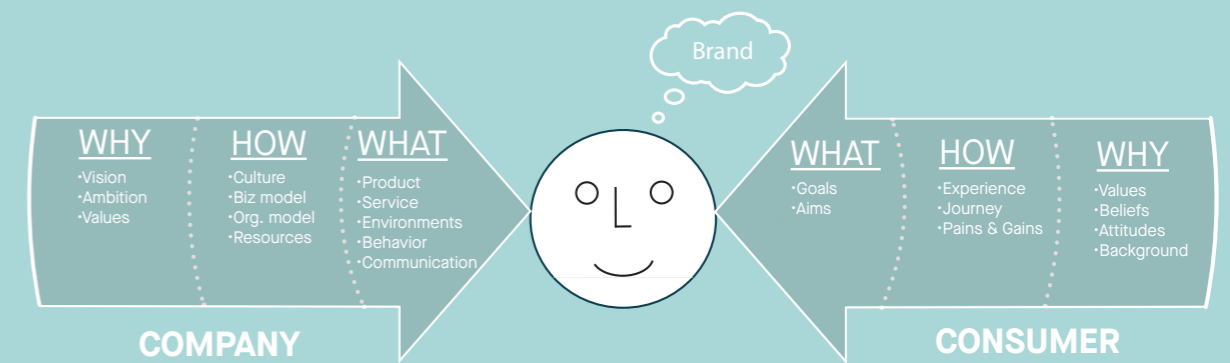 Brand
WHY
•Vision
•Ambition
•Values
HOW
•Culture
•Biz model
•Org. model
•Resources
WHAT
•Product
•Service
•Environments
•Behavior
•Communication
COMPANY
WHAT
•Goals
•Aims
HOW
•Experience
•Journey
•Pains & Gains
WHY
•Values
•Beliefs
•Attitudes
•Background
CONSUMER